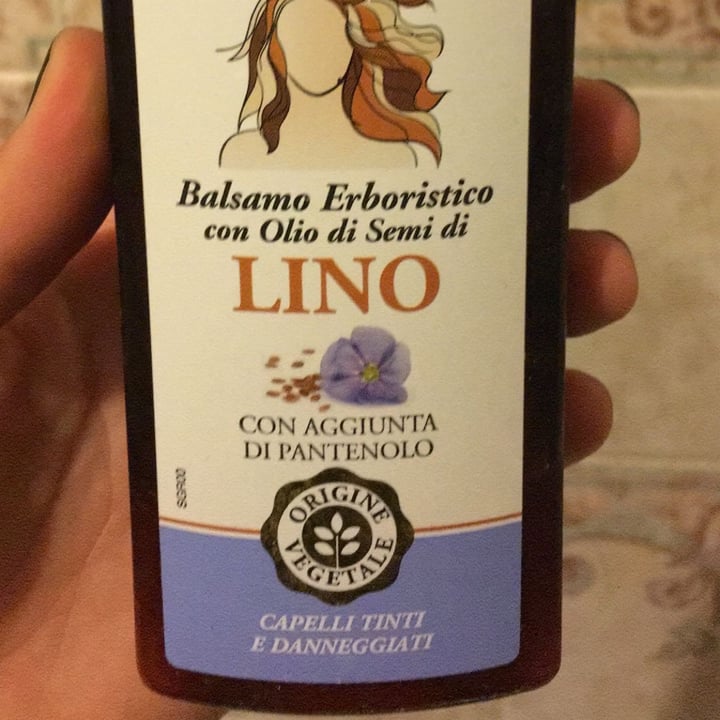 Balsamo Erboristico
con Olio di Semi di
LINO
CON AGGIUNTA
DI PANTENOLO
ORIGINE
VEGETALE
CAPELLI TINTI
E DANNEGGIATI